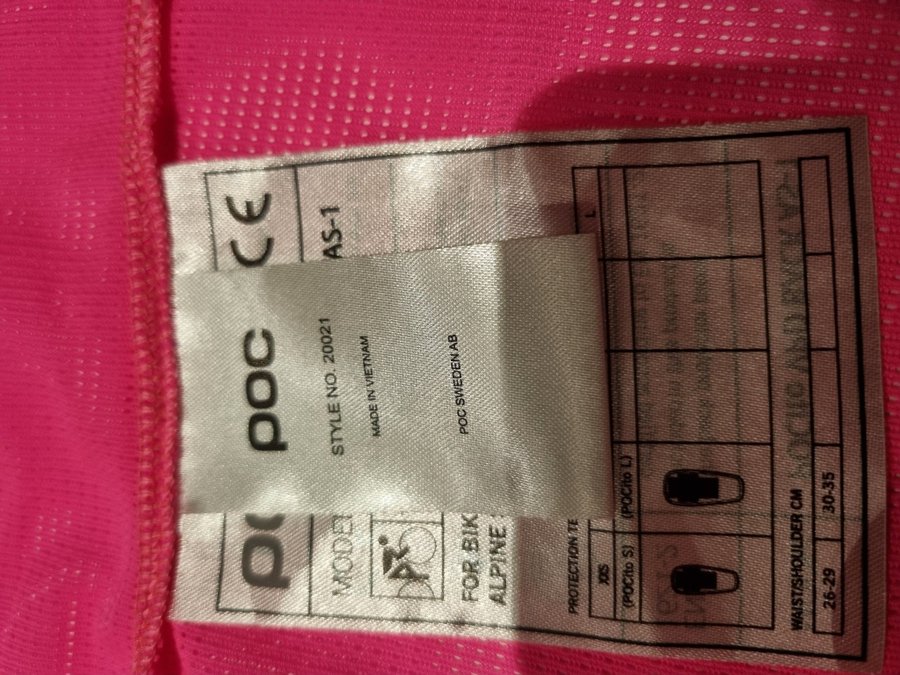 poc
STYLE NO. 20021
MADE IN VIETNAM
POC SWEDEN AB
CE
MODEL
AS-1
FOR BIK
ALPINE
PROTECTION TE
XXS
L
(POCito S) (POCito L)
WAIST/SHOULDER CM
26-29 30-35